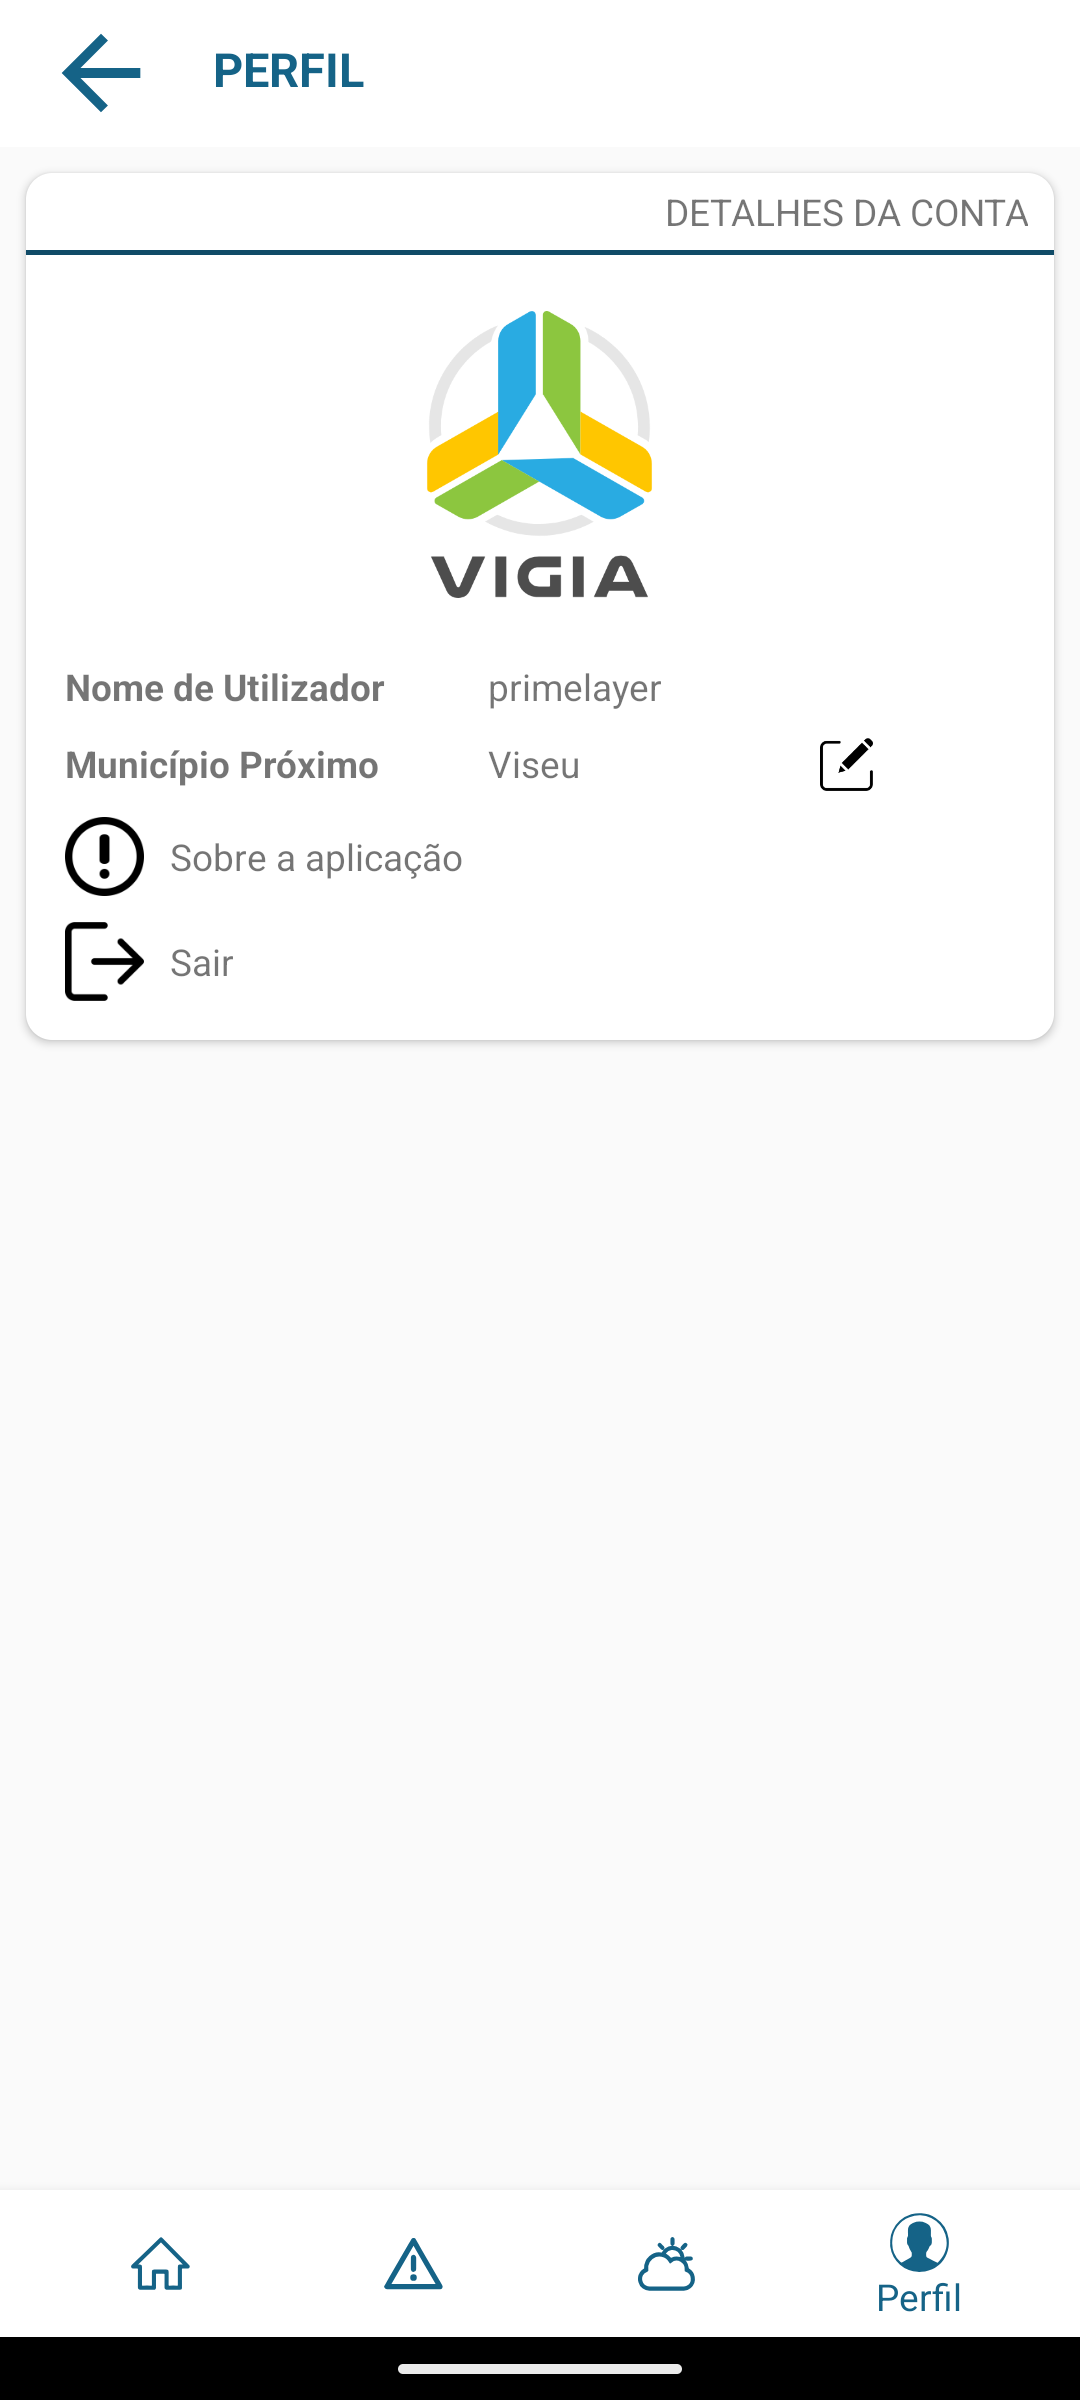 PERFIL
DETALHES DA CONTA
VIGIA
Nome de Utilizador primelayer
Município Próximo Viseu
Sobre a aplicação
Sair
Perfil